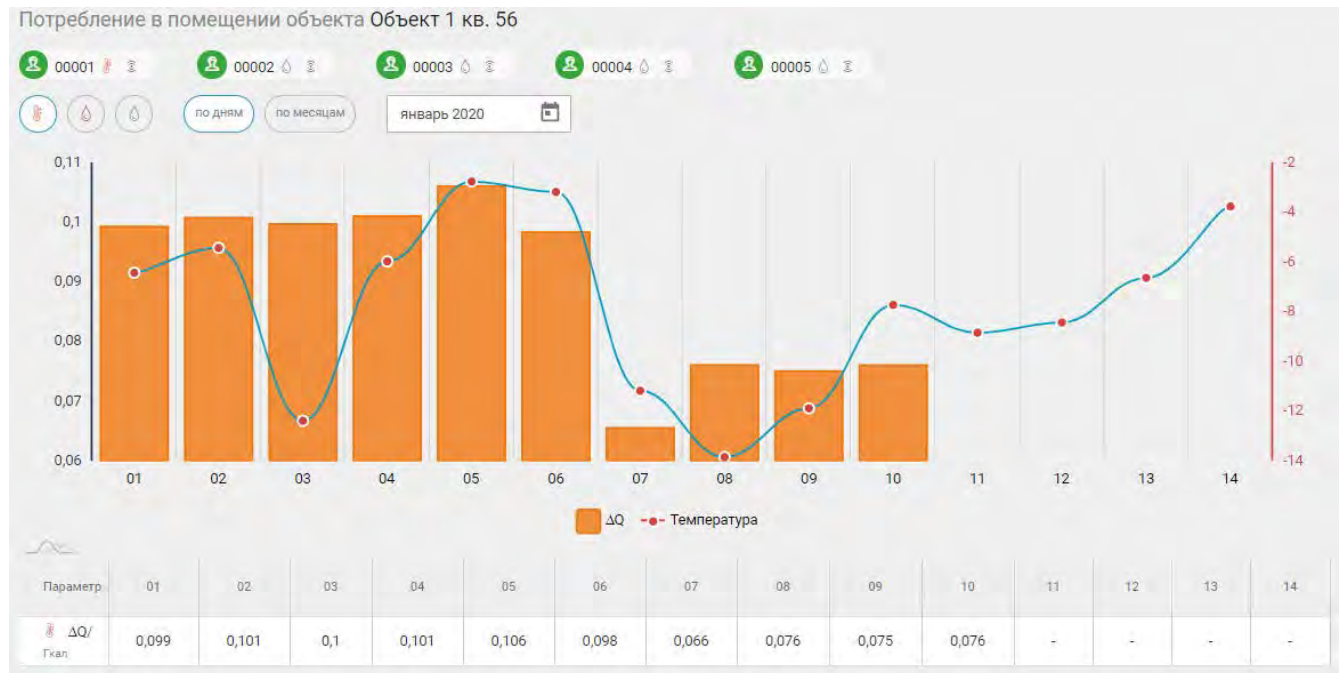 Потребление в помещении объекта Объект 1 кв. 56
00001 00002 00003 00004 00005
по дням по месяцам январь 2020
0,11 -2
-4
0,1
-6
0,09
-8
0,08
-10
0,07
-12
0,06 -14
01 02 03 04 05 06 07 08 09 10 11 12 13 14
ΔQ Температура
Параметр 01 02 03 04 05 06 07 08 09 10 11 12 13 14
ΔQ/ 0,099 0,101 0,1 0,101 0,106 0,098 0,066 0,076 0,075 0,076 - - - -
Гкал